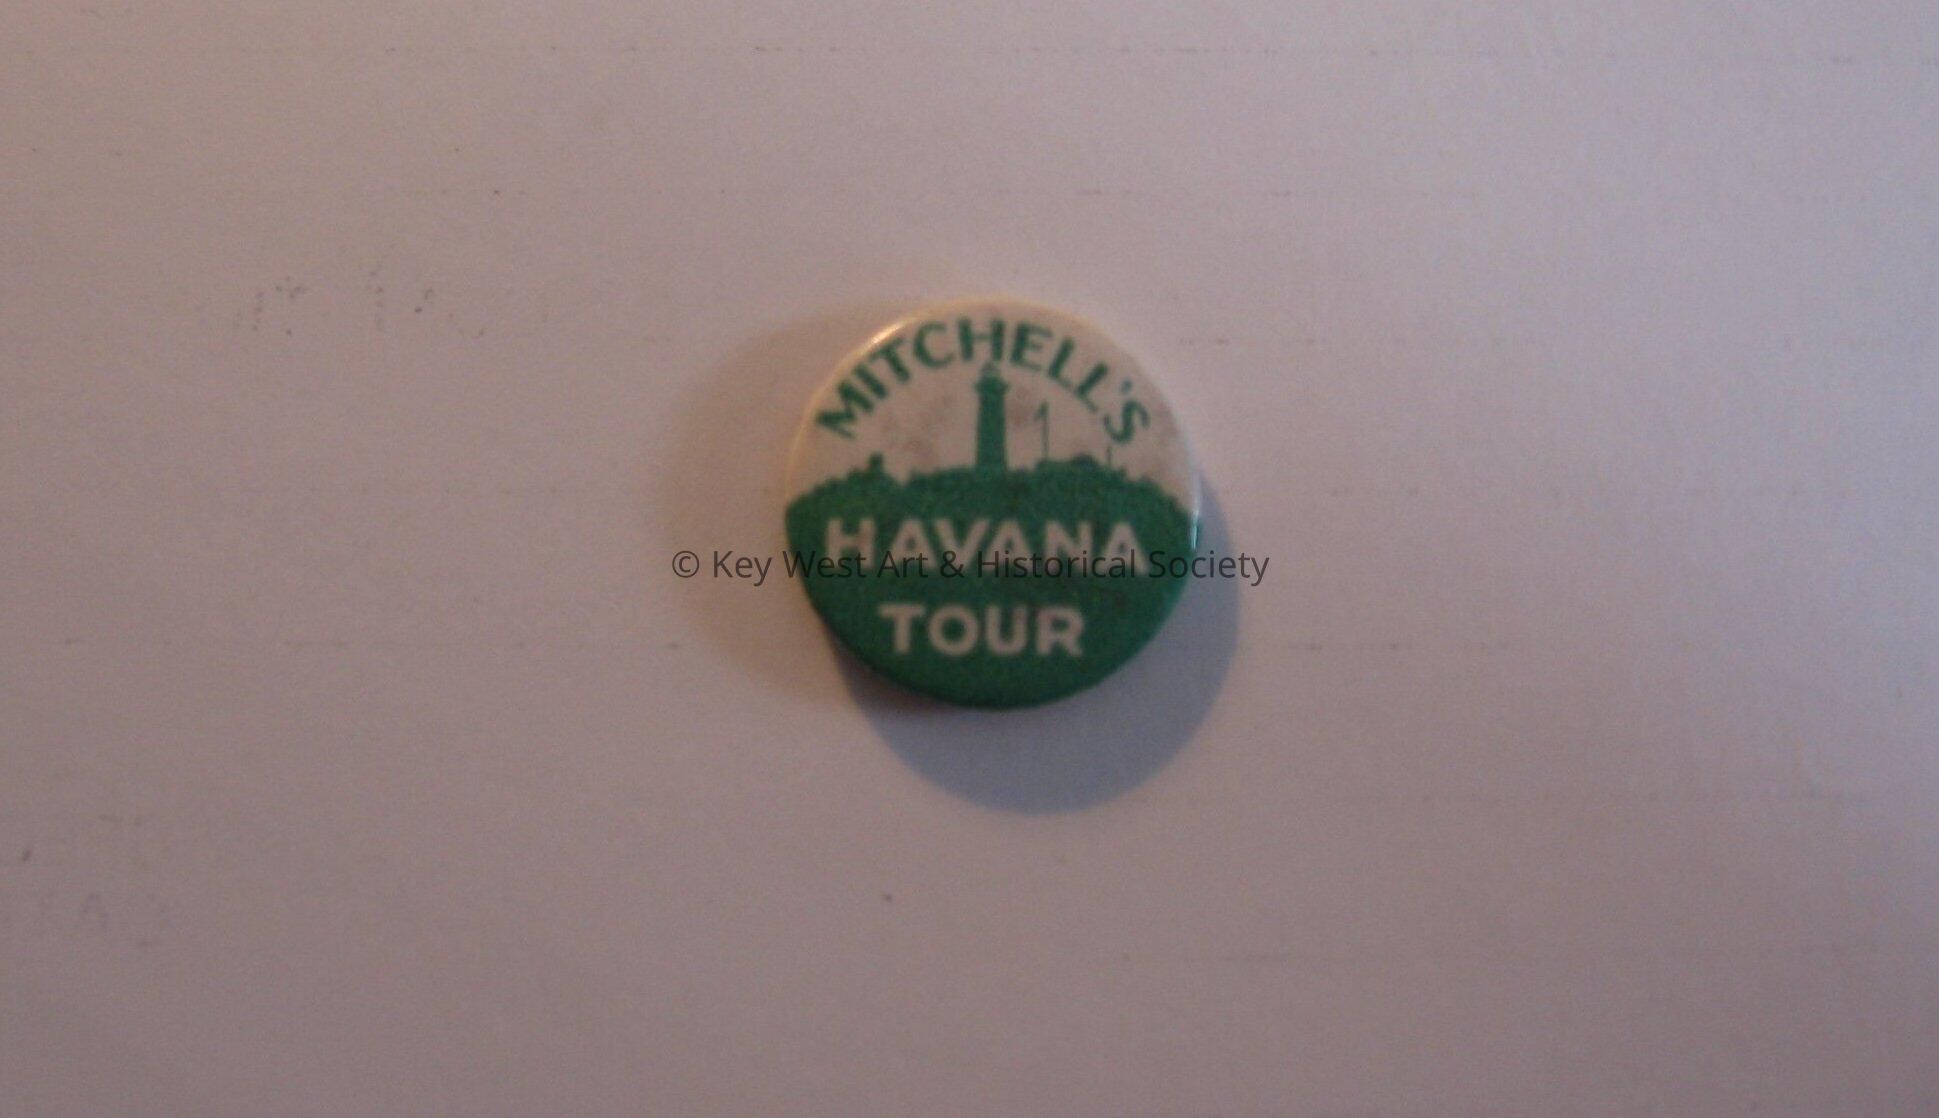 MITCHELL'S
HAVANA
© Key West Art & Historical Society
TOUR